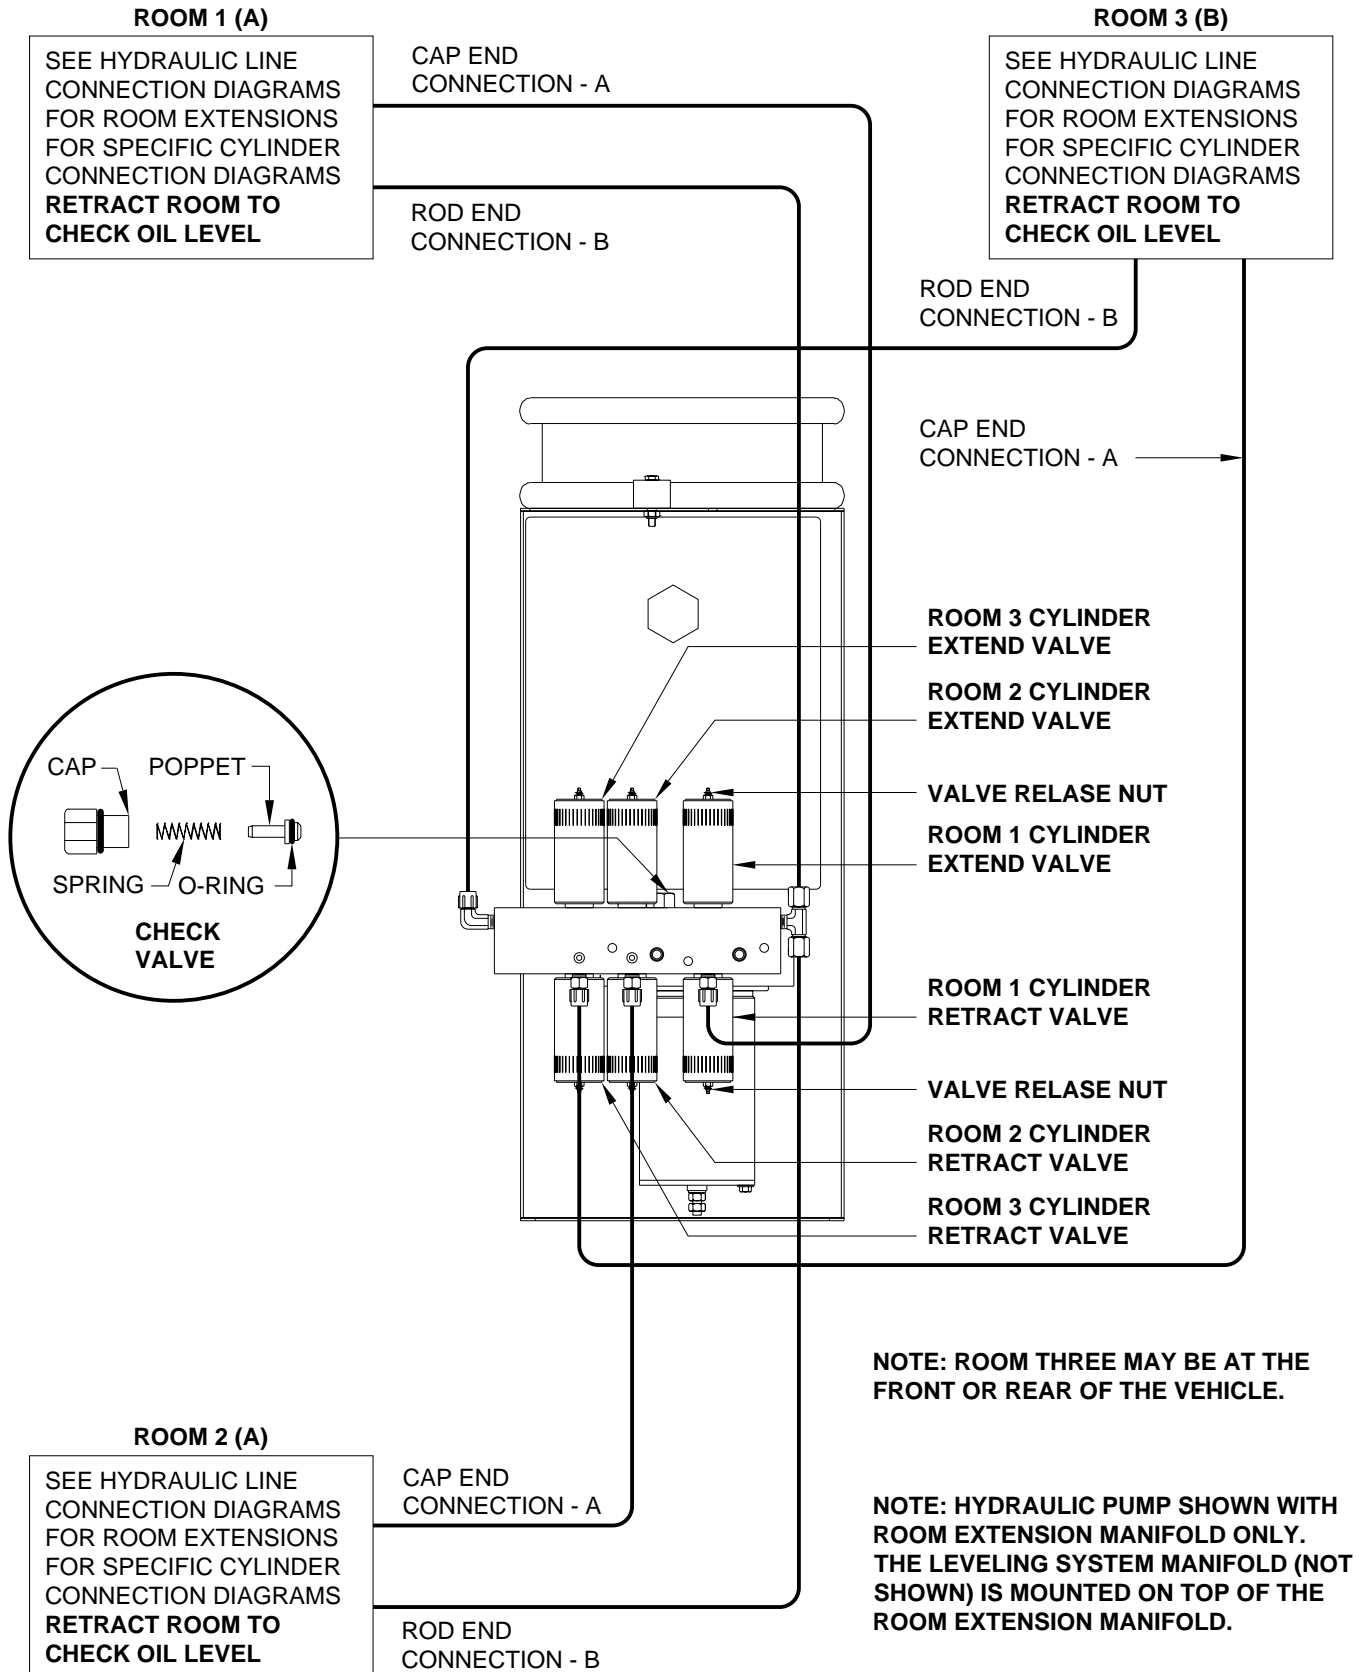 ROOM 1 (A)
SEE HYDRAULIC LINE
CONNECTION DIAGRAMS
FOR ROOM EXTENSIONS
FOR SPECIFIC CYLINDER
CONNECTION DIAGRAMS
RETRACT ROOM TO
CHECK OIL LEVEL
CAP END
CONNECTION - A
ROD END
CONNECTION - B
ROOM 3 (B)
SEE HYDRAULIC LINE
CONNECTION DIAGRAMS
FOR ROOM EXTENSIONS
FOR SPECIFIC CYLINDER
CONNECTION DIAGRAMS
RETRACT ROOM TO
CHECK OIL LEVEL
ROD END
CONNECTION - B
CAP END
CONNECTION - A
ROOM 3 CYLINDER
EXTEND VALVE
ROOM 2 CYLINDER
EXTEND VALVE
VALVE RELASE NUT
ROOM 1 CYLINDER
EXTEND VALVE
CAP
POPPET
SPRING
O-RING
CHECK
VALVE
ROOM 1 CYLINDER
RETRACT VALVE
VALVE RELASE NUT
ROOM 2 CYLINDER
RETRACT VALVE
ROOM 3 CYLINDER
RETRACT VALVE
NOTE: ROOM THREE MAY BE AT THE
FRONT OR REAR OF THE VEHICLE.
ROOM 2 (A)
SEE HYDRAULIC LINE
CONNECTION DIAGRAMS
FOR ROOM EXTENSIONS
FOR SPECIFIC CYLINDER
CONNECTION DIAGRAMS
RETRACT ROOM TO
CHECK OIL LEVEL
CAP END
CONNECTION - A
ROD END
CONNECTION - B
NOTE: HYDRAULIC PUMP SHOWN WITH
ROOM EXTENSION MANIFOLD ONLY.
THE LEVELING SYSTEM MANIFOLD (NOT
SHOWN) IS MOUNTED ON TOP OF THE
ROOM EXTENSION MANIFOLD.